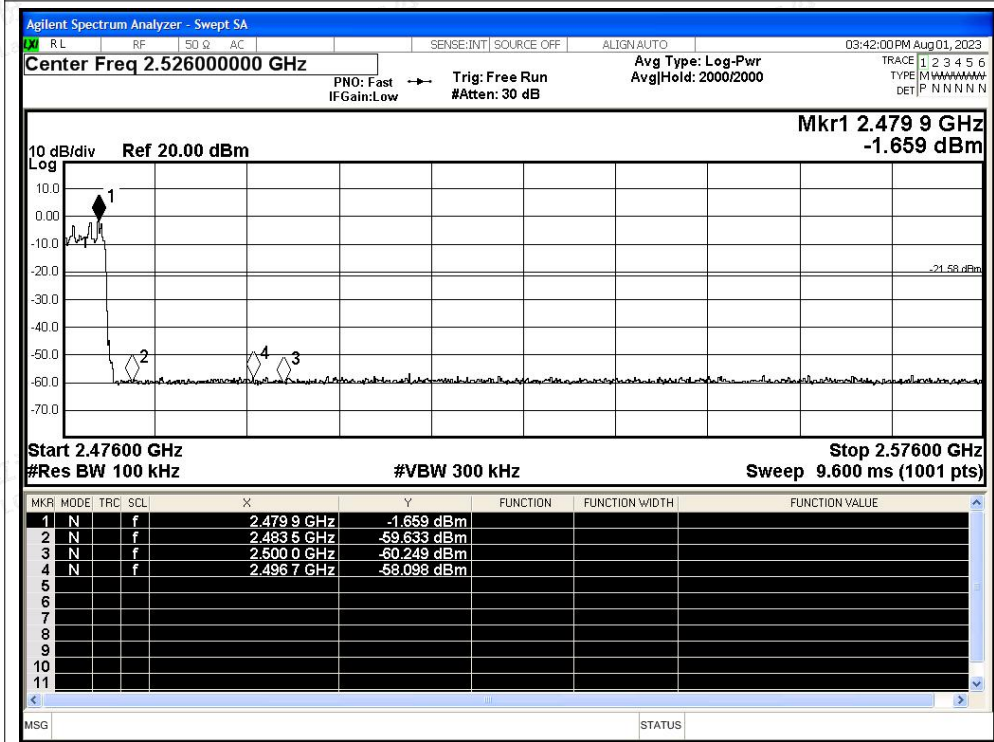 Agilent Spectrum Analyzer - Swept SA
LXI RL RF 50 Ω AC SENSE:INT SOURCE OFF ALIGN AUTO 03:42:00 PM Aug 01, 2023
Center Freq 2.526000000 GHz
PNO: Fast
IFGain:Low
Trig: Free Run
#Atten: 30 dB
Avg Type: Log-Pwr
Avg|Hold: 2000/2000
TRACE 1 2 3 4 5 6
TYPE M WWWWW
DET P N N N N N
Mkr1 2.479 9 GHz
-1.659 dBm
10 dB/div Ref 20.00 dBm
Log
10.0
0.00
-10.0
-20.0
-30.0
-40.0
-50.0
-60.0
-70.0
1
2
4
3
-21.58 dBm
Start 2.47600 GHz Stop 2.57600 GHz
#Res BW 100 kHz #VBW 300 kHz Sweep 9.600 ms (1001 pts)
MKR MODE TRC SCL X Y FUNCTION FUNCTION WIDTH FUNCTION VALUE
1 N f 2.479 9 GHz -1.659 dBm
2 N f 2.483 5 GHz -59.633 dBm
3 N f 2.500 0 GHz -60.249 dBm
4 N f 2.496 7 GHz -58.098 dBm
5
6
7
8
9
10
11
MSG STATUS